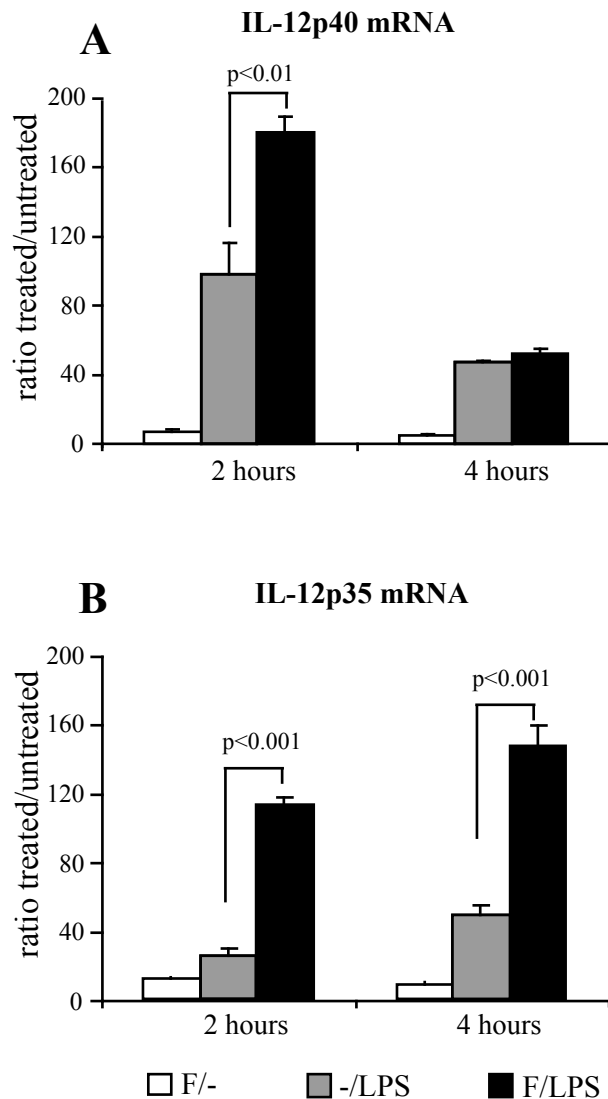 A
IL-12p40 mRNA
p<0.01
ratio treated/untreated
200
160
120
80
40
0
2 hours
4 hours
B
IL-12p35 mRNA
p<0.001
p<0.001
ratio treated/untreated
200
160
120
80
40
0
2 hours
4 hours
F/-
-/LPS
F/LPS